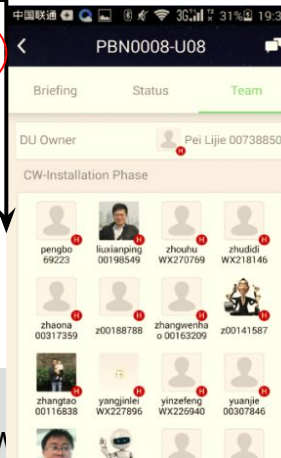 中国联通 3G 31% 19:3
PBN0008-U08
Briefing Status Team
DU Owner Pei Lijie 00738850
CW-Installation Phase
pengbo liuxianping zhouhu zhudidi
69223 00198549 WX270769 WX218146
zhaona z00188788 zhangwenha z00141587
00317359 o 00163209
zhangtao yangjinlei yinzefeng yuanjie
00116838 WX227896 WX226940 00307846